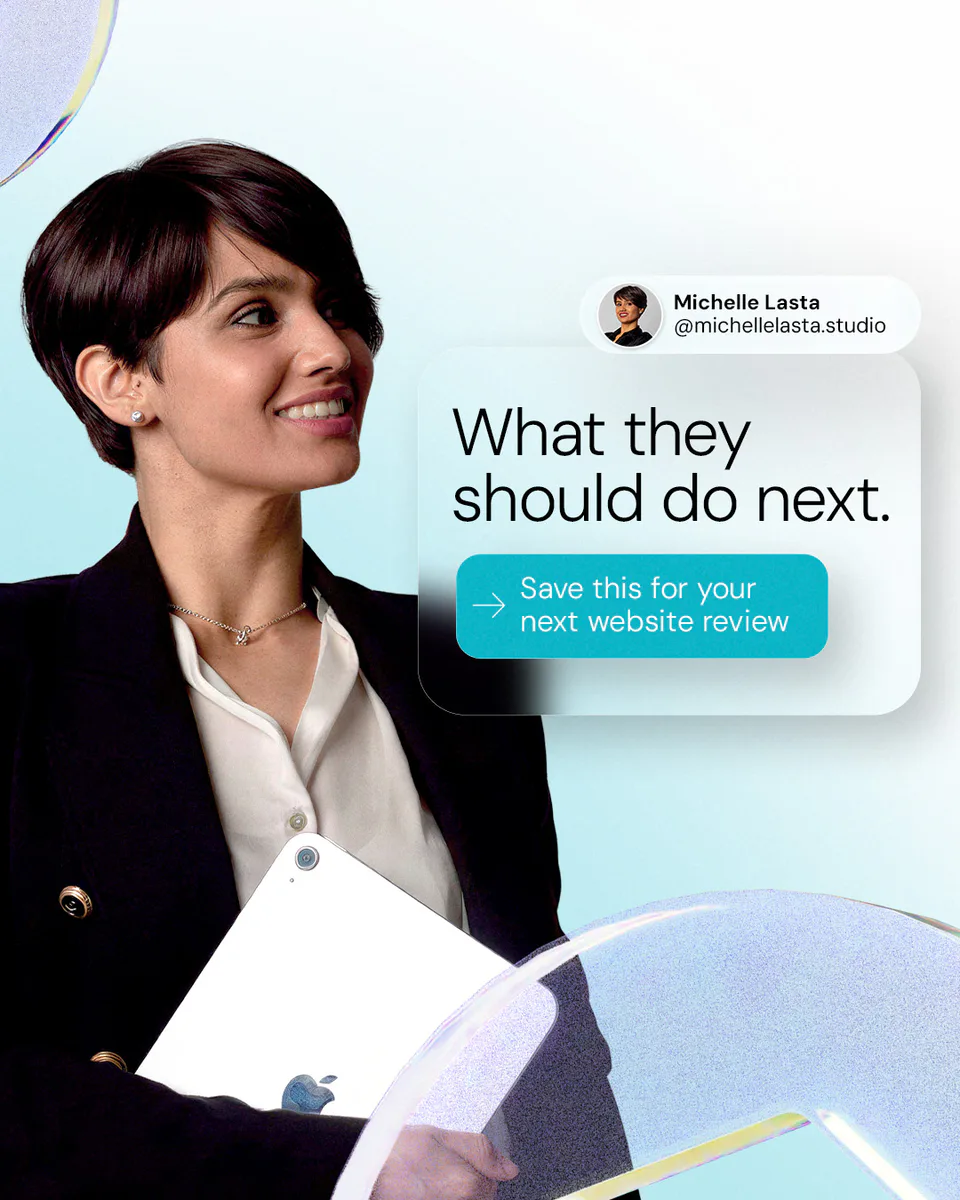 Michelle Lasta
@michellelasta.studio
What they
should do next.
Save this for your
next website review